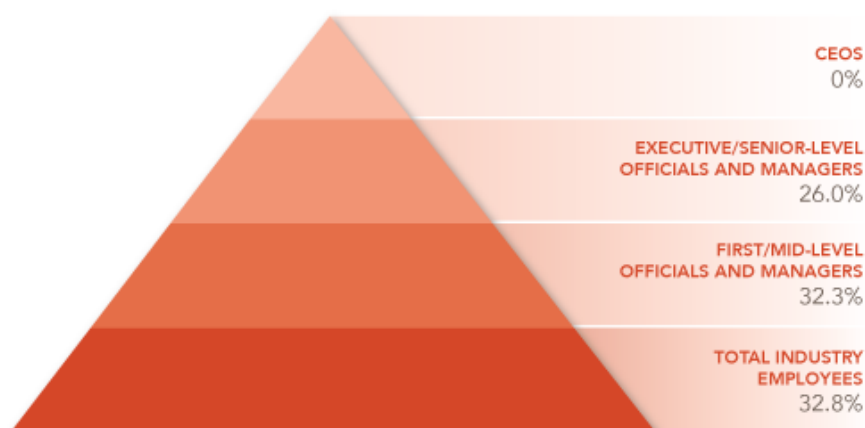 CEOS
0%
EXECUTIVE/SENIOR-LEVEL
OFFICIALS AND MANAGERS
26.0%
FIRST/MID-LEVEL
OFFICIALS AND MANAGERS
32.3%
TOTAL INDUSTRY
EMPLOYEES
32.8%